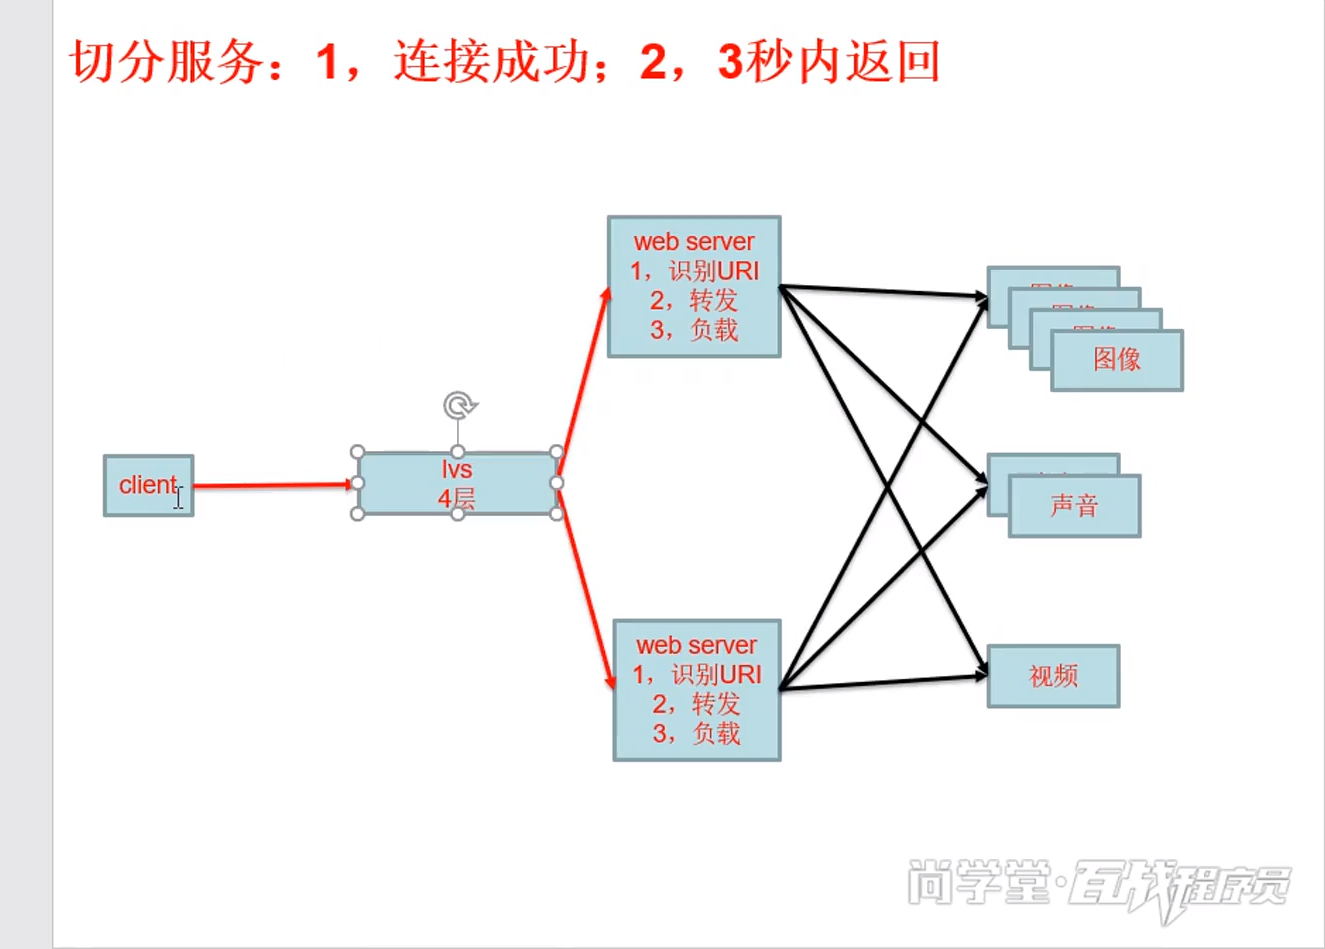 切分服务：1，连接成功；2，3秒内返回
web server
1，识别URI
2，转发
3，负载
图像
client
lvs
4层
声音
web server
1，识别URI
2，转发
3，负载
视频
尚学堂·百战程序员